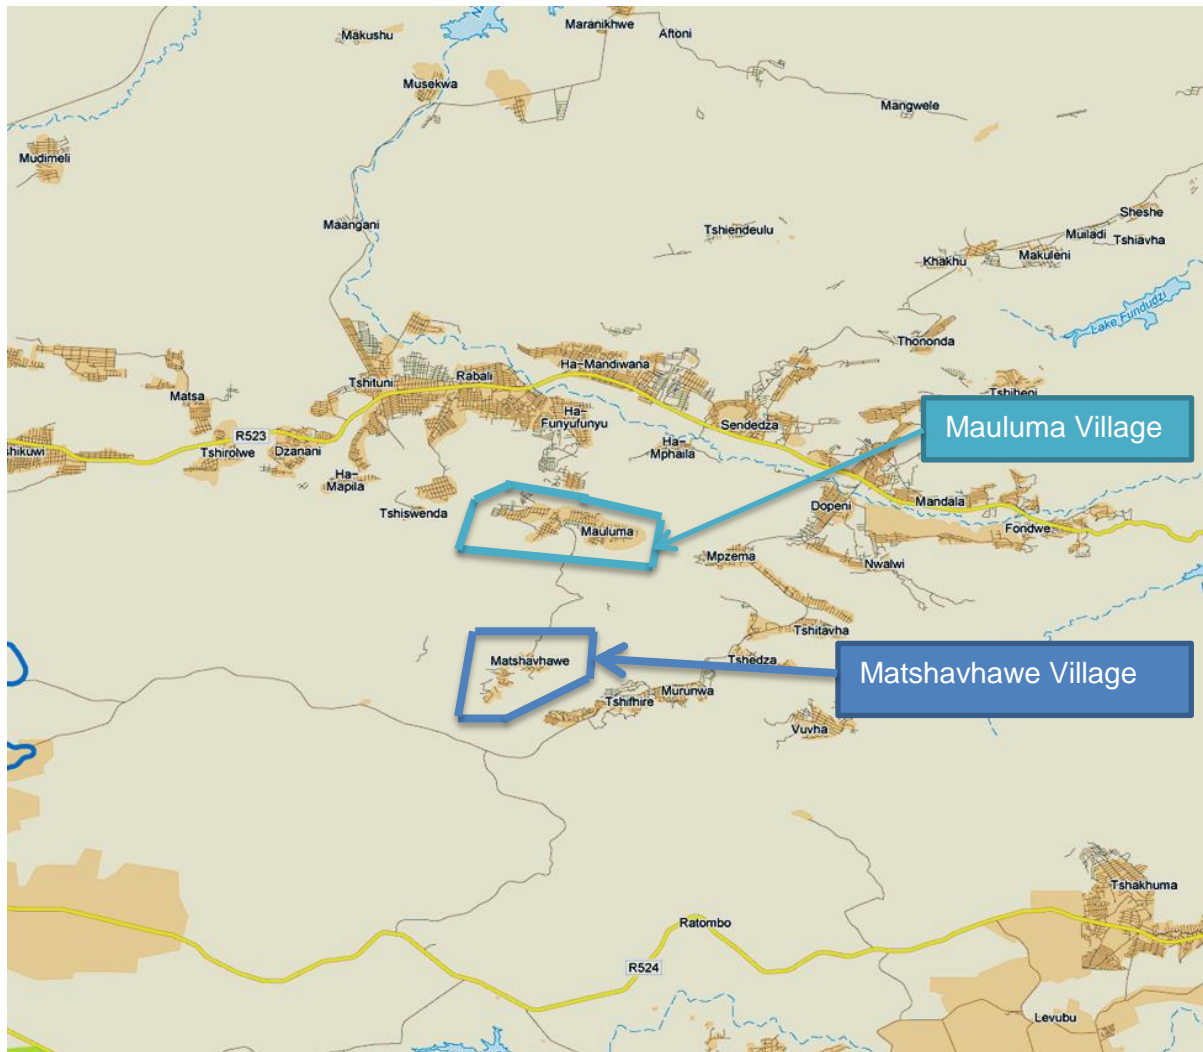 Maranikhwe
Aftoni
Makushu
Musekwa
Mangwele
Mudimeli
Sheshe
Maangani
Tshiendeulu
Muiladi
Tshiavha
Khakhu
Makuleni
Lake Fundudzi
Thononda
Ha-Mandiwana
Rabali
Tshituni
Matsa
Ha-
Funyufunyu
Sendedza
R523
Mauluma Village
Ha-
Mphaila
Tshirolwe
Dzanani
Ha-
Mapila
Tshiswenda
Mandala
Dopeni
Fondwe
Mauluma
Mpzema
Nwalwi
Tshitavha
Matshavhawe
Tshedza
Matshavhawe Village
Murunwa
Tshifhire
Vuvha
Tshakhuma
Ratombo
R524
Levubu